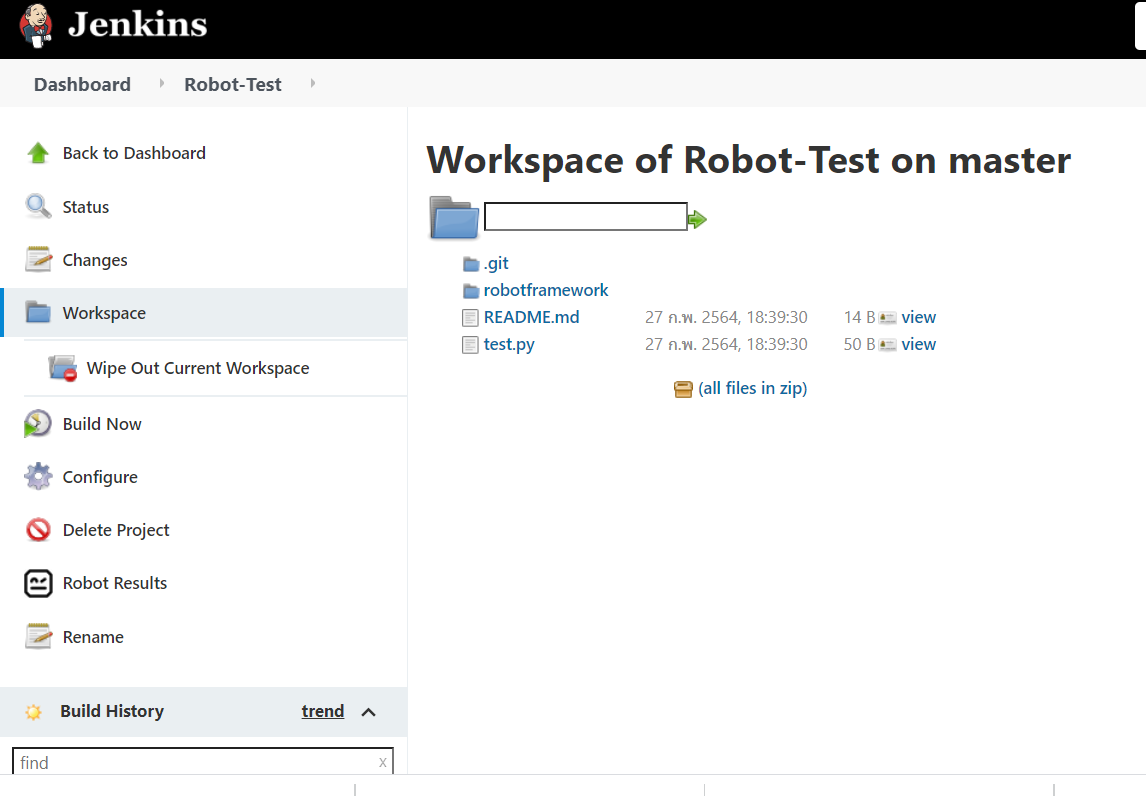 Jenkins
Dashboard Robot-Test
Back to Dashboard
Status
Changes
Workspace
Wipe Out Current Workspace
Build Now
Configure
Delete Project
Robot Results
Rename
Build History trend
find x
Workspace of Robot-Test on master
.git
robotframework
README.md 27 ก.พ. 2564, 18:39:30 14 B view
test.py 27 ก.พ. 2564, 18:39:30 50 B view
(all files in zip)